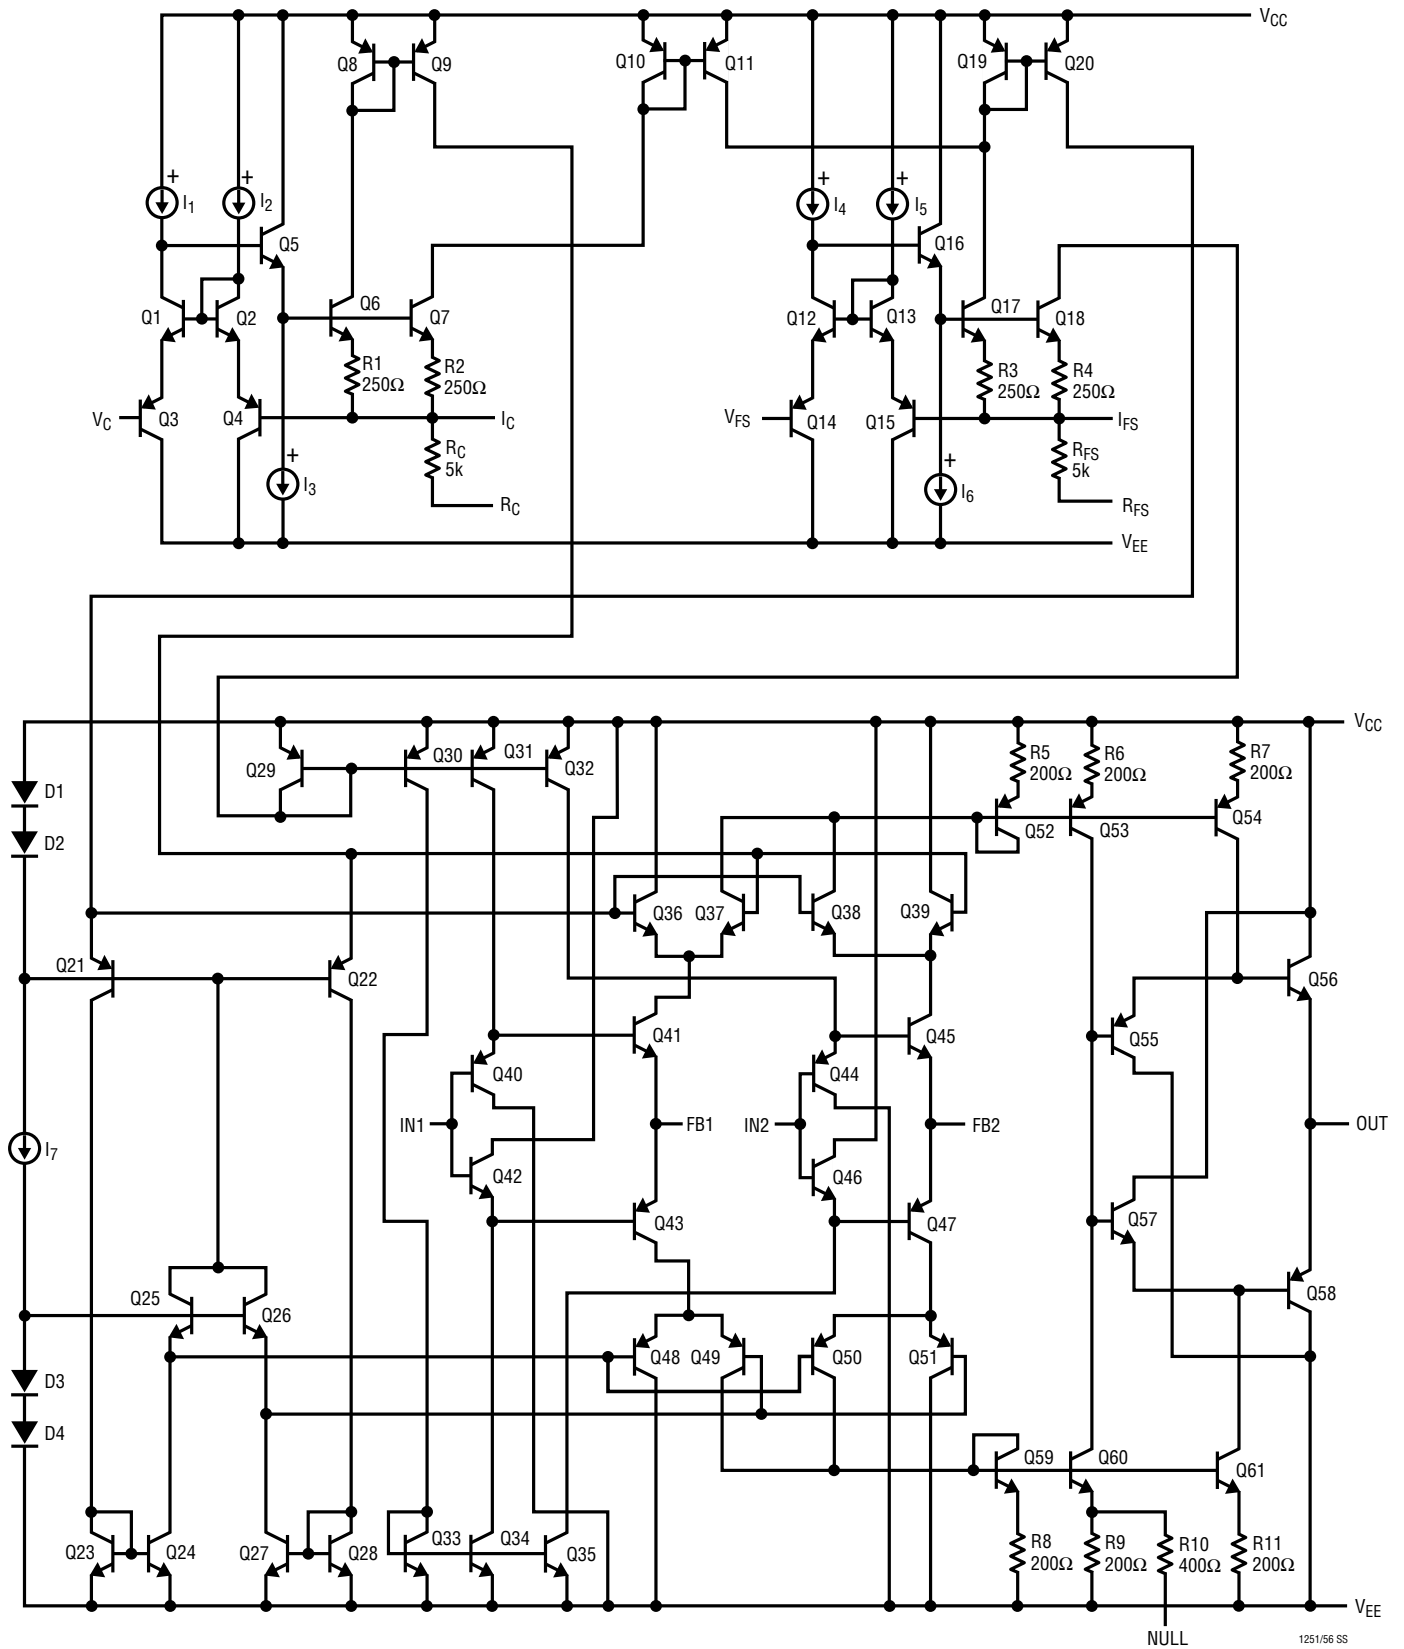 VCC
Q8
Q9
Q10
Q11
Q19
Q20
+
I1
+
I2
+
I4
+
I5
Q5
Q16
Q1
Q2
Q6
Q7
Q12
Q13
Q17
Q18
R1
250Ω
R2
250Ω
R3
250Ω
R4
250Ω
VC
Q3
Q4
IC
VFS
Q14
Q15
IFS
+
I3
RC
5k
RC
+
I6
RFS
5k
RFS
VEE
VCC
Q29
Q30
Q31
Q32
R5
200Ω
R6
200Ω
R7
200Ω
D1
D2
Q52
Q53
Q54
Q36
Q37
Q38
Q39
Q21
Q22
Q56
Q41
Q45
Q55
Q40
Q44
IN1
FB1
IN2
FB2
OUT
I7
Q42
Q46
Q43
Q47
Q57
Q25
Q26
Q58
Q48
Q49
Q50
Q51
D3
D4
Q59
Q60
Q61
Q23
Q24
Q27
Q28
Q33
Q34
Q35
R8
200Ω
R9
200Ω
R10
400Ω
R11
200Ω
VEE
NULL
1251/56 SS